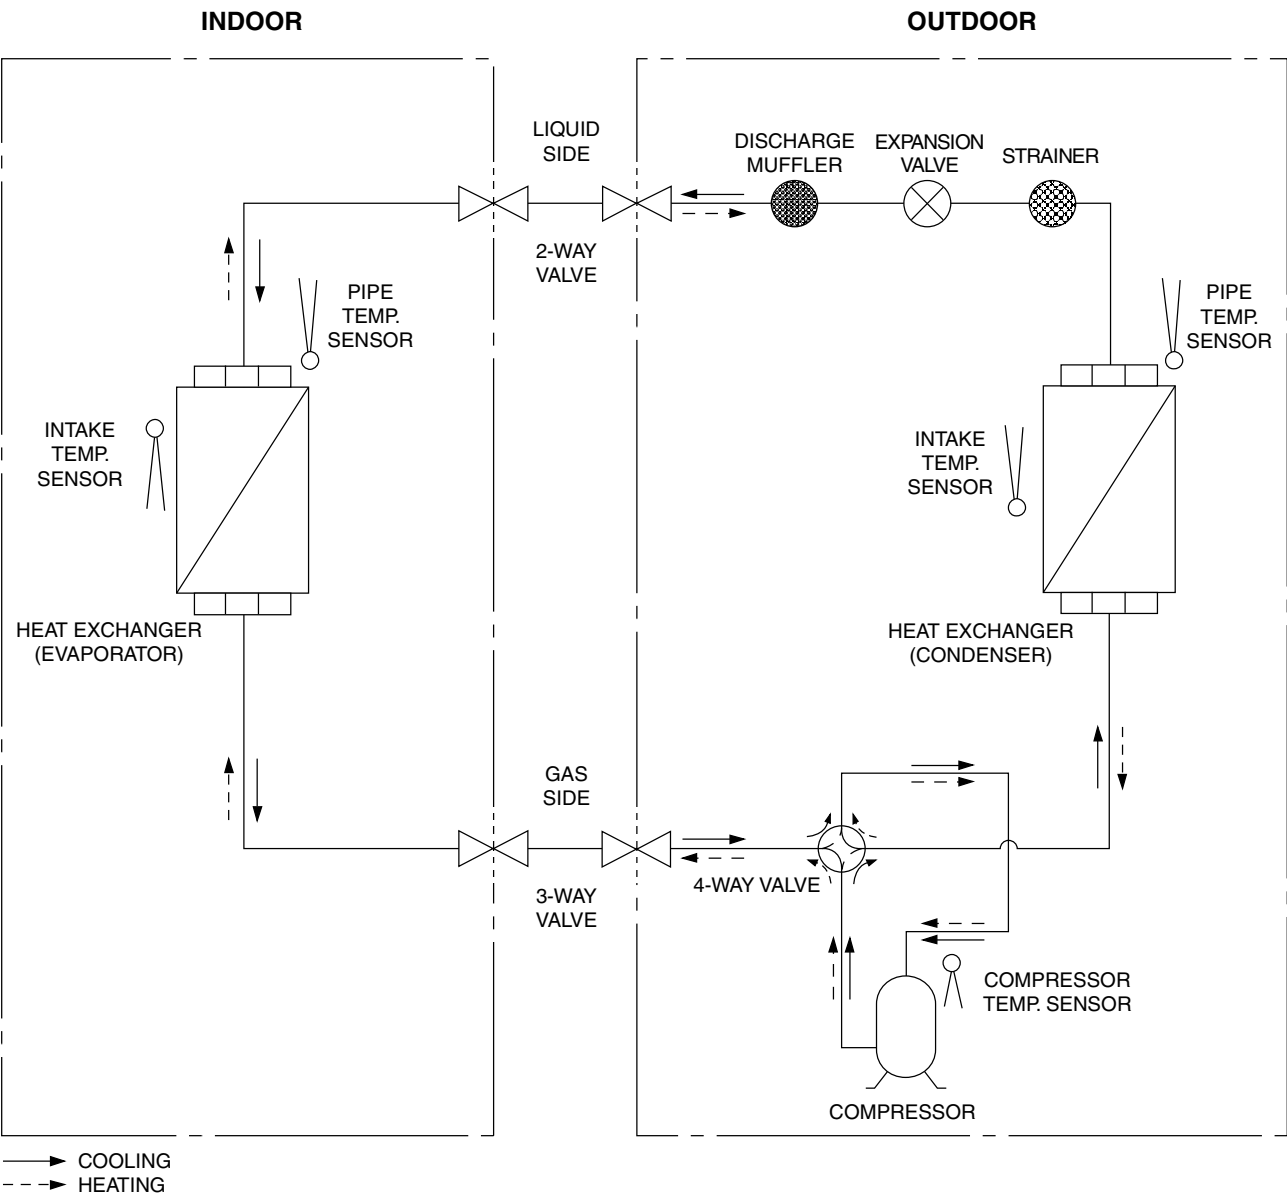 INDOOR
OUTDOOR
LIQUID
SIDE
DISCHARGE
MUFFLER
EXPANSION
VALVE
STRAINER
2-WAY
VALVE
PIPE
TEMP.
SENSOR
PIPE
TEMP.
SENSOR
INTAKE
TEMP.
SENSOR
INTAKE
TEMP.
SENSOR
HEAT EXCHANGER
(EVAPORATOR)
HEAT EXCHANGER
(CONDENSER)
GAS
SIDE
3-WAY
VALVE
4-WAY VALVE
COMPRESSOR
TEMP. SENSOR
COMPRESSOR
COOLING
HEATING